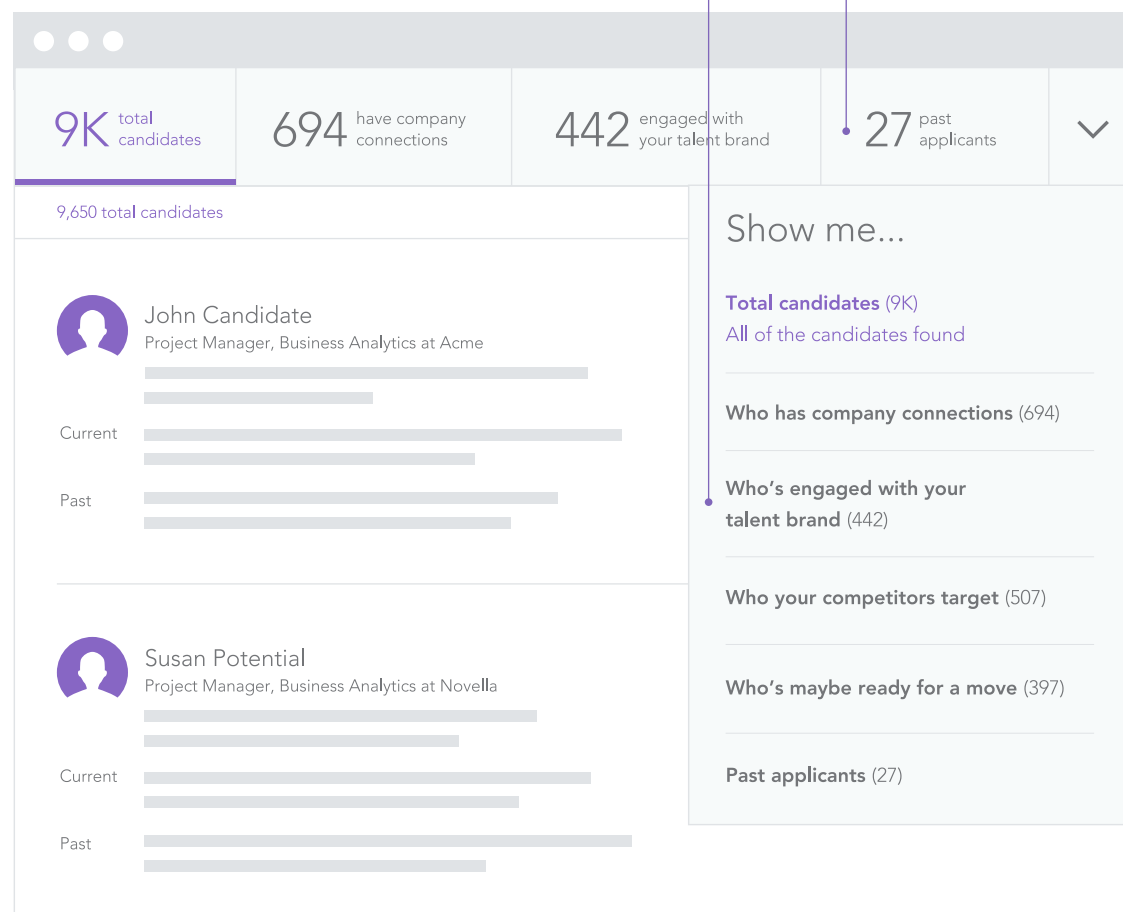 9K total candidates
694 have company connections
442 engaged with your talent brand
27 past applicants
9,650 total candidates
John Candidate
Project Manager, Business Analytics at Acme
Current
Past
Susan Potential
Project Manager, Business Analytics at Novella
Current
Past
Show me...
Total candidates (9K)
All of the candidates found
Who has company connections (694)
Who’s engaged with your
talent brand (442)
Who your competitors target (507)
Who’s maybe ready for a move (397)
Past applicants (27)